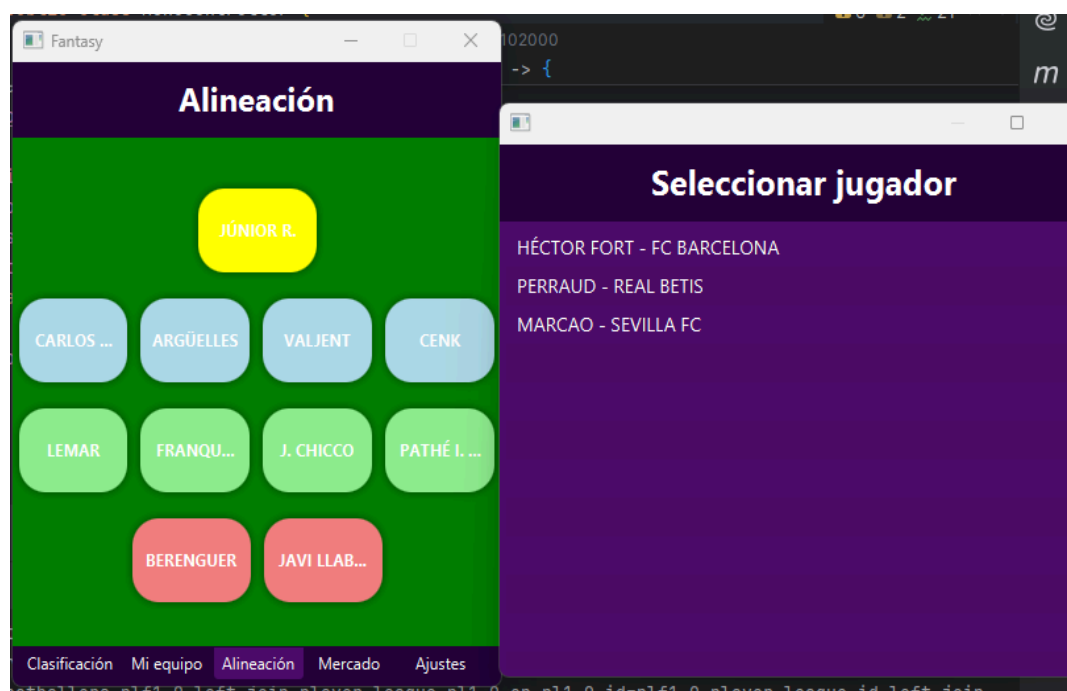 Fantasy
102000
-> {
m
Alineación
Seleccionar jugador
JÚNIOR R.
HÉCTOR FORT - FC BARCELONA
PERRAUD - REAL BETIS
MARCAO - SEVILLA FC
CARLOS ... ARGÜELLES VALJENT CENK
LEMAR FRANQU... J. CHICCO PATHÉ I. ...
BERENGUER JAVI LLAB...
Clasificación Mi equipo Alineación Mercado Ajustes